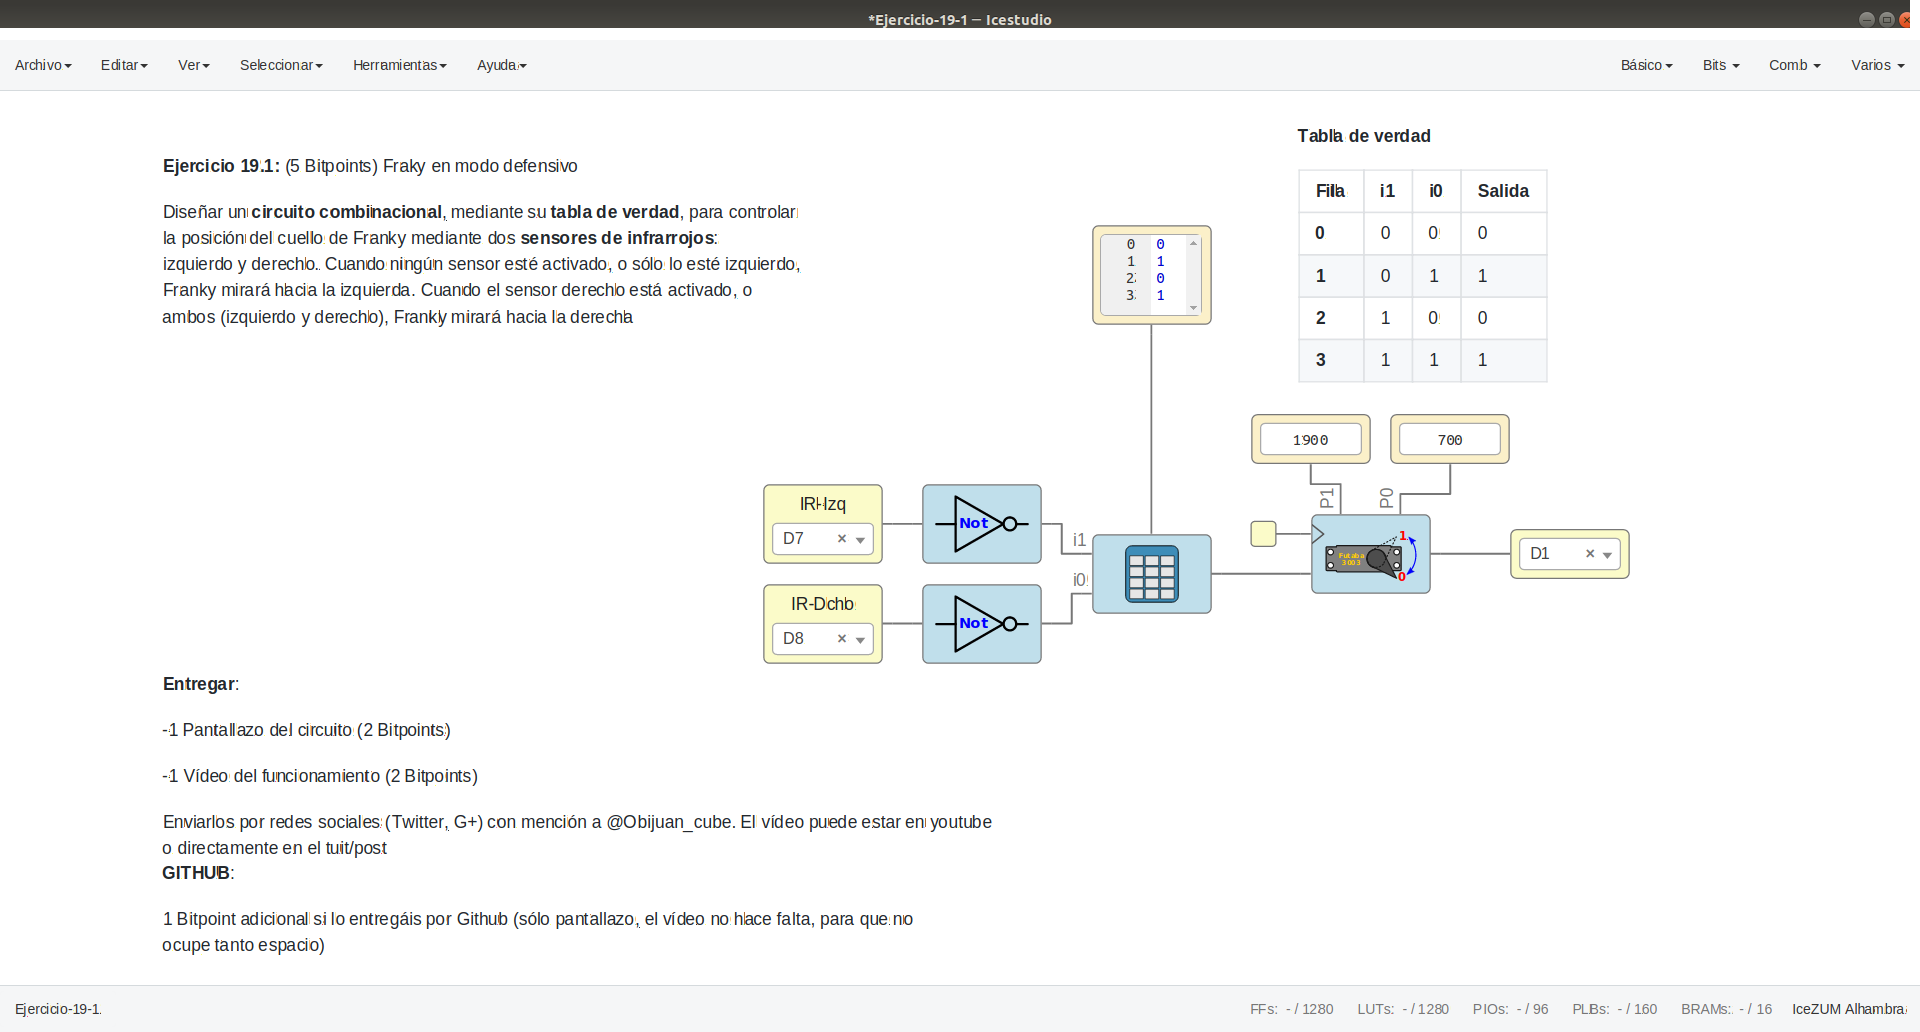 *Ejercicio-19-1 — Icestudio
Archivo Editar Ver Seleccionar Herramientas Ayuda Básico Bits Comb Varios
Ejercicio 19.1: (5 Bitpoints) Fraky en modo defensivo
Diseñar un circuito combinacional, mediante su tabla de verdad, para controlar
la posición del cuello de Franky mediante dos sensores de infrarrojos:
izquierdo y derecho. Cuando ningún sensor esté activado, o sólo lo esté izquierdo,
Franky mirará hacia la izquierda. Cuando el sensor derecho está activado, o
ambos (izquierdo y derecho), Franky mirará hacia la derecha
Tabla de verdad
Fila i1 i0 Salida
0 0 0 0
1 0 1 1
2 1 0 0
3 1 1 1
0 0
1 1
2 0
3 1
1900 700
P1 P0
IR-Izq
D7 ×
Not
i1
i0
IR-Dcho
D8 ×
Not
Futaba
3003
1
0
D1 ×
Entregar:
-1 Pantallazo del circuito (2 Bitpoints)
-1 Vídeo del funcionamiento (2 Bitpoints)
Enviarlos por redes sociales (Twitter, G+) con mención a @Obijuan_cube. El vídeo puede estar en youtube
o directamente en el tuit/post
GITHUB:
1 Bitpoint adicional si lo entregáis por Github (sólo pantallazo, el vídeo no hace falta, para que no
ocupe tanto espacio)
Ejercicio-19-1 FFs: - / 1280 LUTs: - / 1280 PIOs: - / 96 PLBs: - / 160 BRAMs: - / 16 IceZUM Alhambra